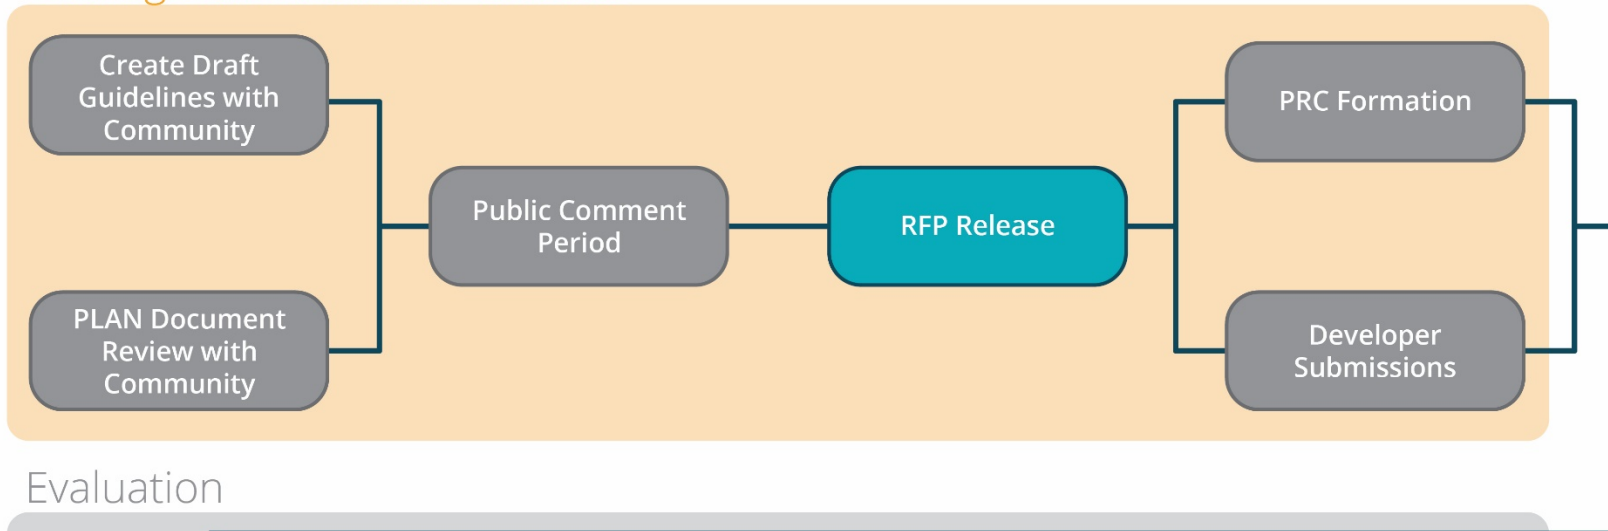 Create Draft
Guidelines with
Community
PLAN Document
Review with
Community
Public Comment
Period
RFP Release
PRC Formation
Developer
Submissions
Evaluation